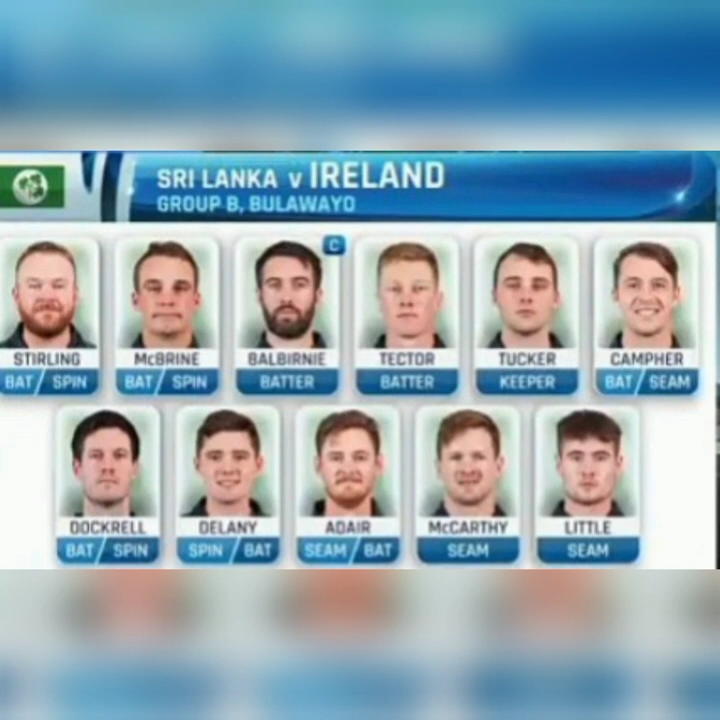 SRI LANKA v IRELAND
GROUP B, BULAWAYO
C
STIRLING McBRINE BALBIRNIE TECTOR TUCKER CAMPHER
BAT / SPIN BAT / SPIN BATTER BATTER KEEPER BAT / SEAM
DOCKRELL DELANY ADAIR McCARTHY LITTLE
BAT / SPIN SPIN / BAT SEAM / BAT SEAM SEAM